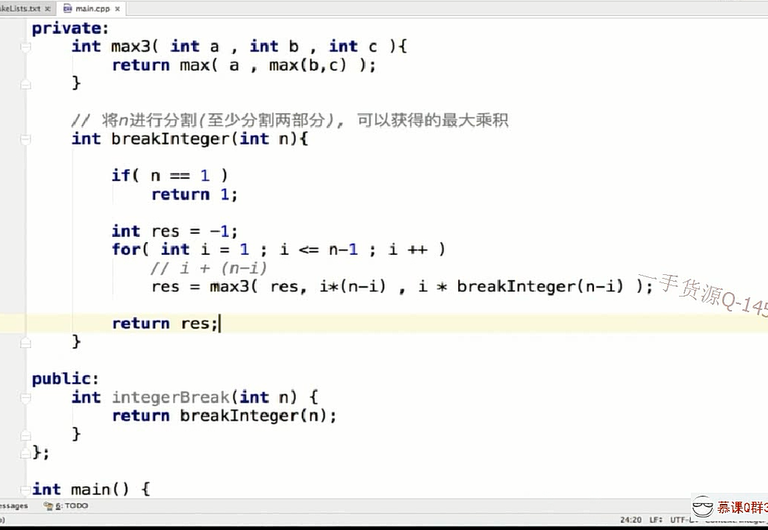 keLists.txt × main.cpp ×
private:
int max3( int a , int b , int c ){
return max( a , max(b,c) );
}
// 将n进行分割(至少分割两部分), 可以获得的最大乘积
int breakInteger(int n){
if( n == 1 )
return 1;
int res = -1;
for( int i = 1 ; i <= n-1 ; i ++ )
// i + (n-i)
res = max3( res, i*(n-i) , i * breakInteger(n-i) );
一手货源Q-145
return res;
}
public:
int integerBreak(int n) {
return breakInteger(n);
}
};
int main() {
essages 6: TODO
24:20 LF: UTF-
慕课Q群3